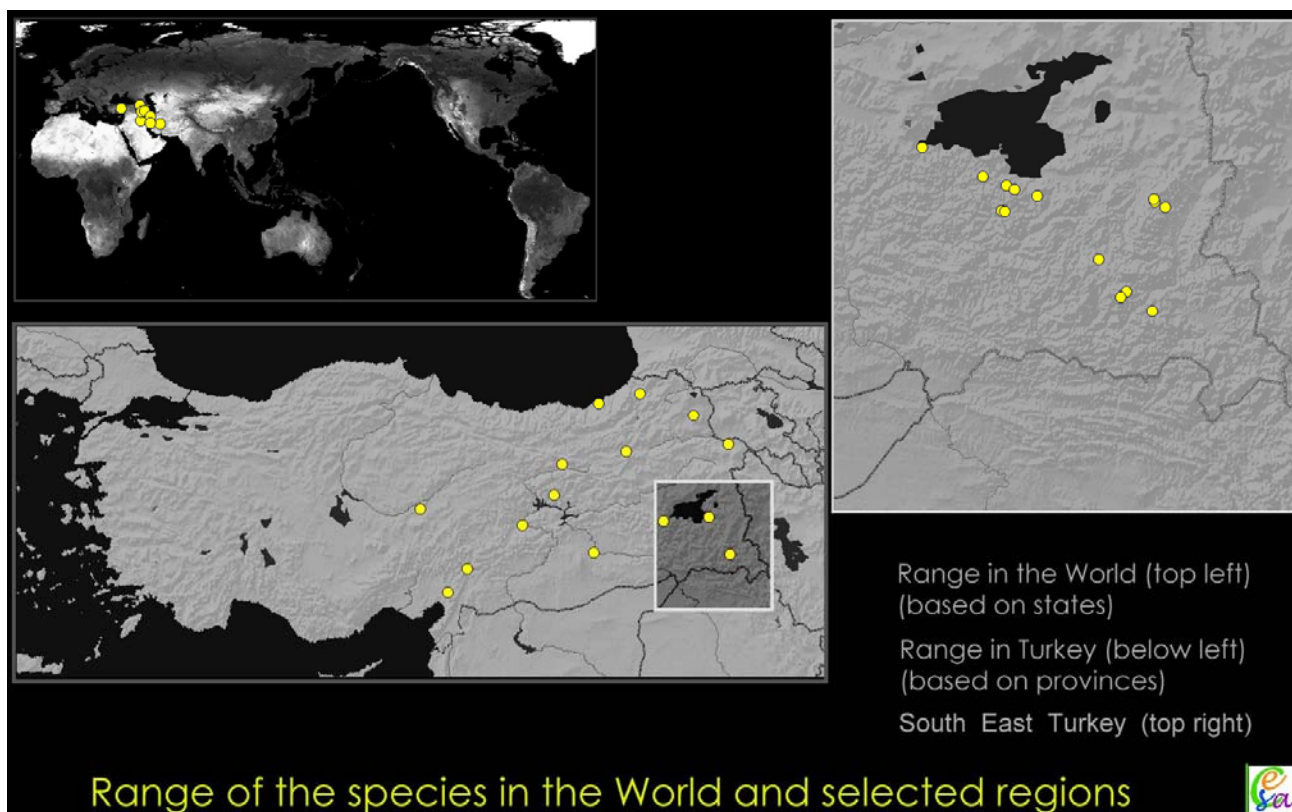 Range in the World (top left)
(based on states)
Range in Turkey (below left)
(based on provinces)
South East Turkey (top right)
Range of the species in the World and selected regions
Cesa